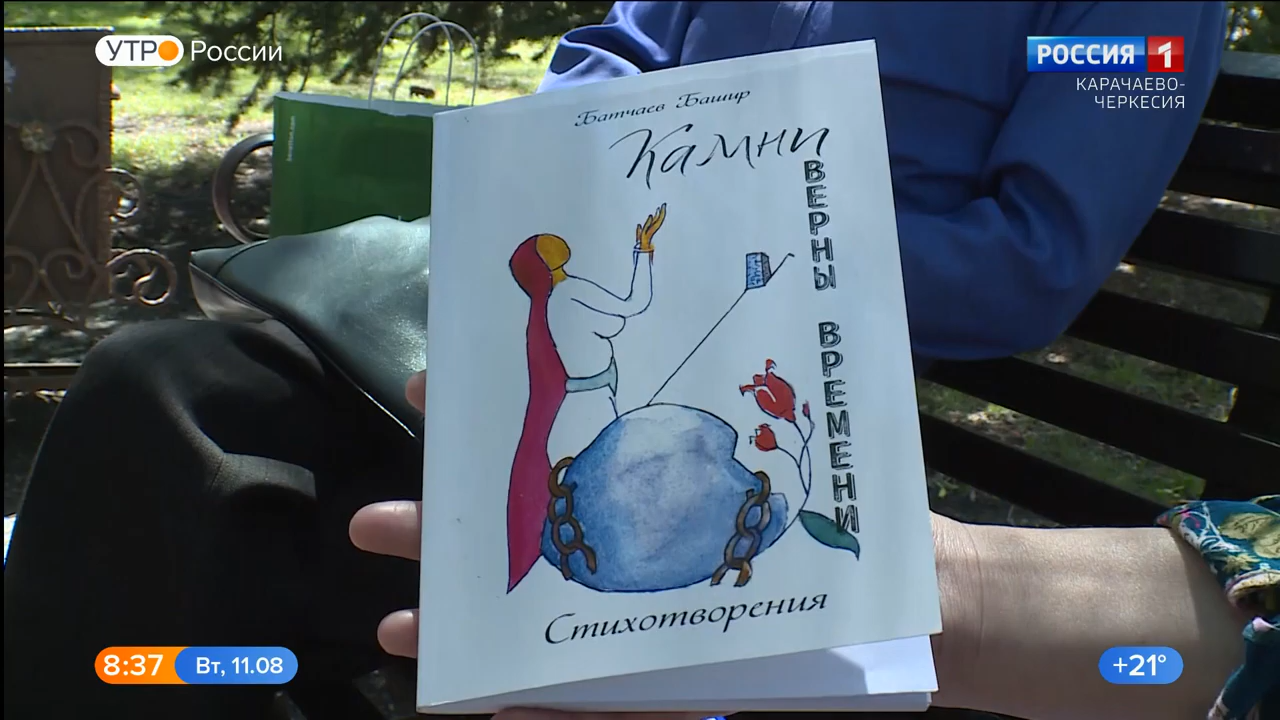 УТРО России
РОССИЯ 1
КАРАЧАЕВО-
ЧЕРКЕСИЯ
Батчаев Башир
Камни
ВЕРНЫ ВРЕМЕНИ
Стихотворения
8:37 Вт, 11.08
+21°